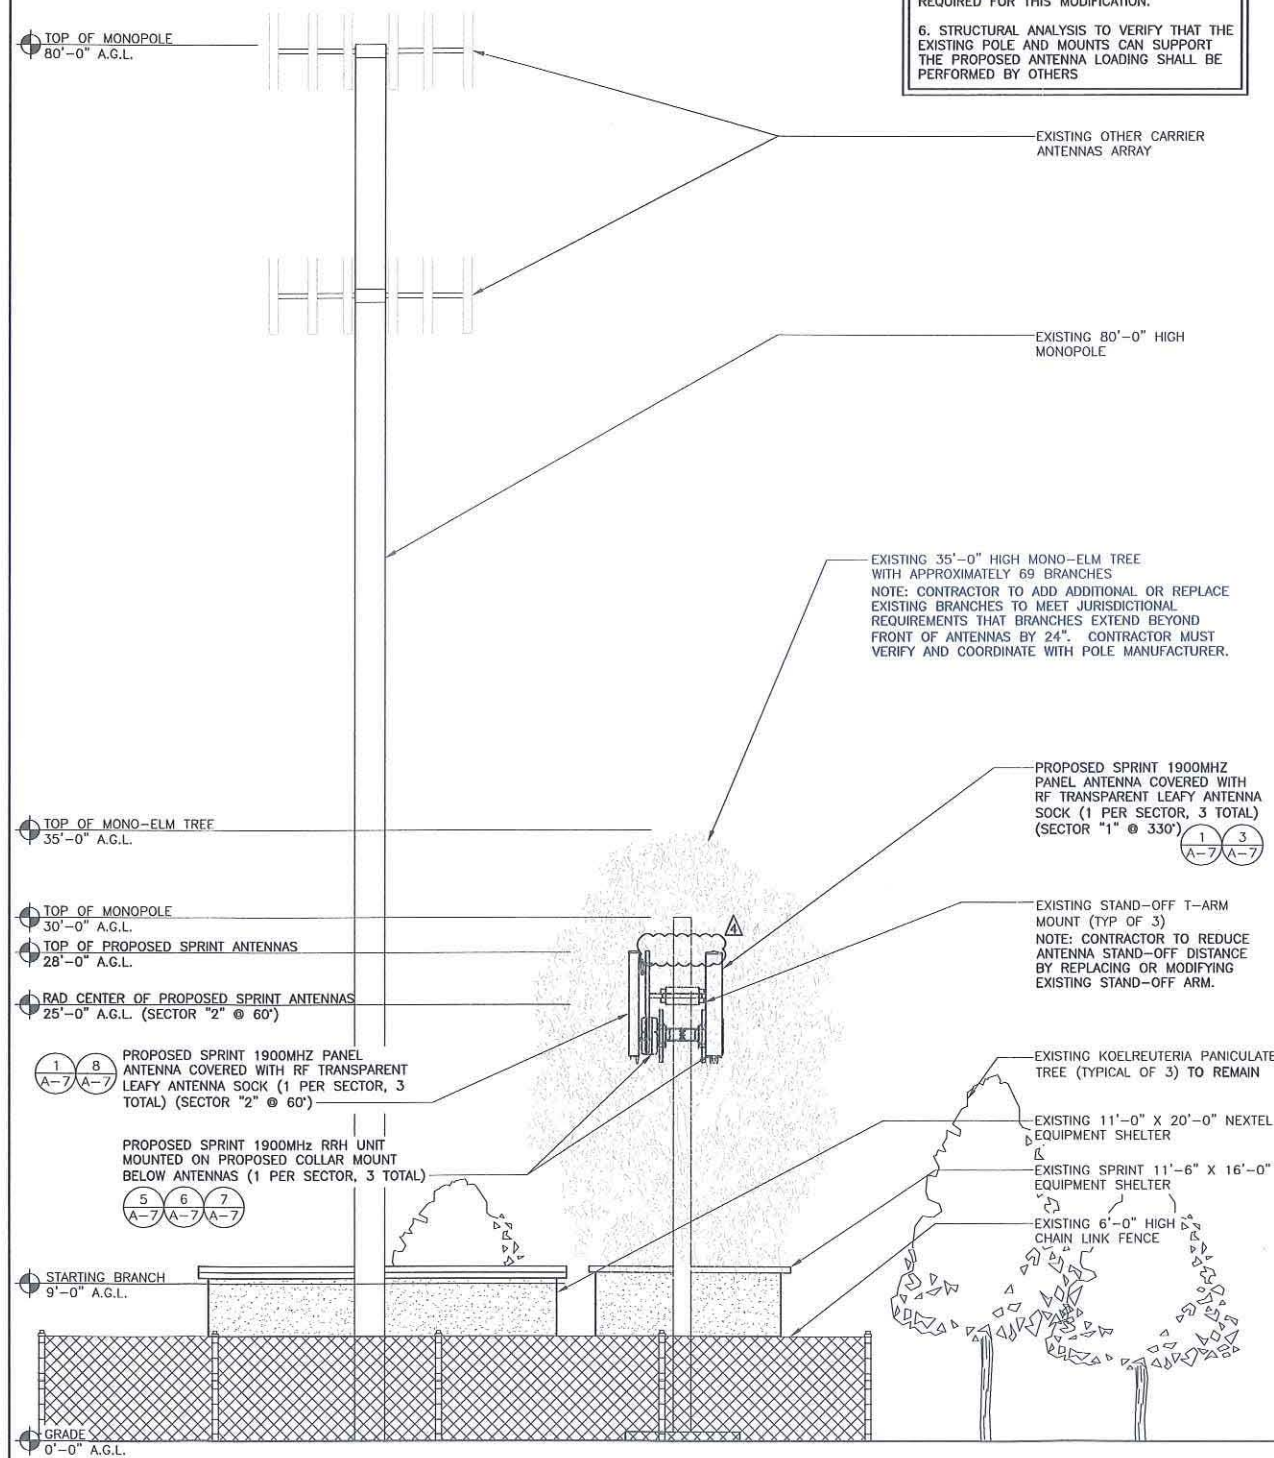 REQUIRED FOR THIS MODIFICATION.
6. STRUCTURAL ANALYSIS TO VERIFY THAT THE
EXISTING POLE AND MOUNTS CAN SUPPORT
THE PROPOSED ANTENNA LOADING SHALL BE
PERFORMED BY OTHERS
TOP OF MONOPOLE
80'-0" A.G.L.
EXISTING OTHER CARRIER
ANTENNAS ARRAY
EXISTING 80'-0" HIGH
MONOPOLE
EXISTING 35'-0" HIGH MONO-ELM TREE
WITH APPROXIMATELY 69 BRANCHES
NOTE: CONTRACTOR TO ADD ADDITIONAL OR REPLACE
EXISTING BRANCHES TO MEET JURISDICTIONAL
REQUIREMENTS THAT BRANCHES EXTEND BEYOND
FRONT OF ANTENNAS BY 24". CONTRACTOR MUST
VERIFY AND COORDINATE WITH POLE MANUFACTURER.
PROPOSED SPRINT 1900MHZ
PANEL ANTENNA COVERED WITH
RF TRANSPARENT LEAFY ANTENNA
SOCK (1 PER SECTOR, 3 TOTAL)
(SECTOR "1" @ 330°)
1 3
A-7 A-7
TOP OF MONO-ELM TREE
35'-0" A.G.L.
TOP OF MONOPOLE
30'-0" A.G.L.
4
TOP OF PROPOSED SPRINT ANTENNAS
28'-0" A.G.L.
RAD CENTER OF PROPOSED SPRINT ANTENNAS
25'-0" A.G.L. (SECTOR "2" @ 60°)
EXISTING STAND-OFF T-ARM
MOUNT (TYP OF 3)
NOTE: CONTRACTOR TO REDUCE
ANTENNA STAND-OFF DISTANCE
BY REPLACING OR MODIFYING
EXISTING STAND-OFF ARM.
1 8
A-7 A-7
PROPOSED SPRINT 1900MHZ PANEL
ANTENNA COVERED WITH RF TRANSPARENT
LEAFY ANTENNA SOCK (1 PER SECTOR, 3
TOTAL) (SECTOR "2" @ 60°)
EXISTING KOELREUTERIA PANICULATE
TREE (TYPICAL OF 3) TO REMAIN
EXISTING 11'-0" X 20'-0" NEXTEL
EQUIPMENT SHELTER
PROPOSED SPRINT 1900MHz RRH UNIT
MOUNTED ON PROPOSED COLLAR MOUNT
BELOW ANTENNAS (1 PER SECTOR, 3 TOTAL)
5 6 7
A-7 A-7 A-7
EXISTING SPRINT 11'-6" X 16'-0"
EQUIPMENT SHELTER
EXISTING 6'-0" HIGH
CHAIN LINK FENCE
STARTING BRANCH
9'-0" A.G.L.
GRADE
0'-0" A.G.L.